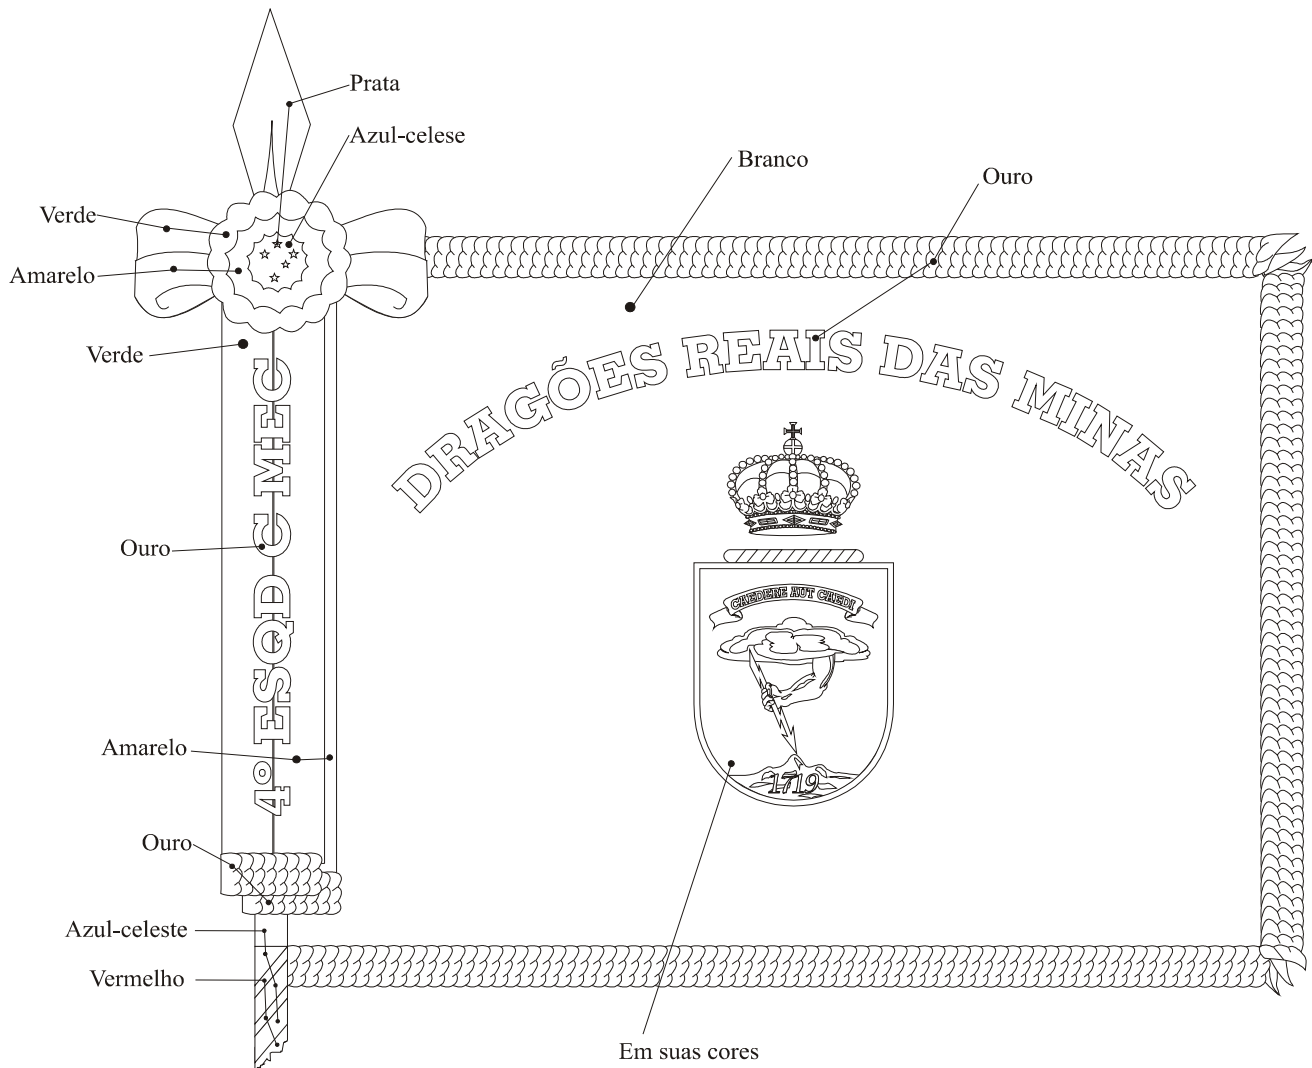 Prata
Azul-celese
Branco
Ouro
Verde
Amarelo
Verde
DRAGÕES REAIS DAS MINAS
4º ESQD C MEC
Ouro
CAEDERE AUT CAEDI
Amarelo
1719
Ouro
Azul-celeste
Vermelho
Em suas cores